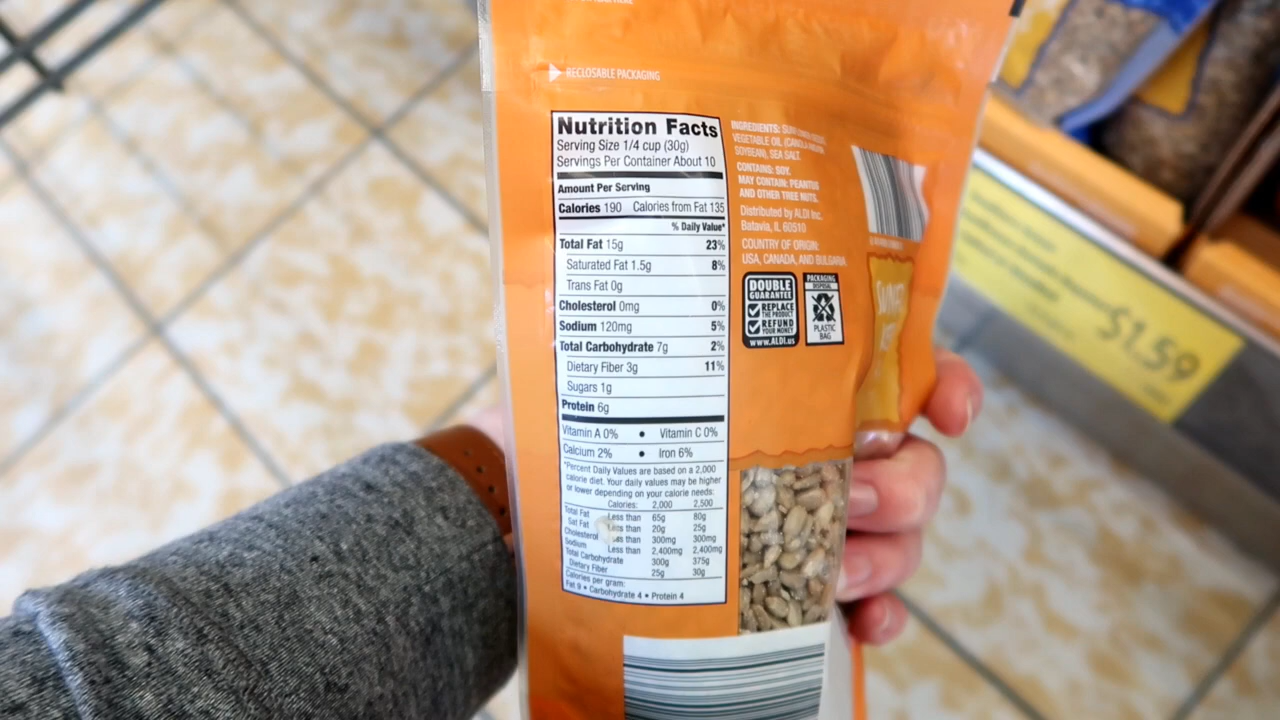 RECLOSABLE PACKAGING
Nutrition Facts
Serving Size 1/4 cup (30g)
Servings Per Container About 10
Amount Per Serving
Calories 190 Calories from Fat 135
% Daily Value*
Total Fat 15g 23%
Saturated Fat 1.5g 8%
Trans Fat 0g
Cholesterol 0mg 0%
Sodium 120mg 5%
Total Carbohydrate 7g 2%
Dietary Fiber 3g 11%
Sugars 1g
Protein 6g
Vitamin A 0% • Vitamin C 0%
Calcium 2% • Iron 6%
*Percent Daily Values are based on a 2,000
calorie diet. Your daily values may be higher
or lower depending on your calorie needs:
Calories: 2,000 2,500
Total Fat Less than 65g 80g
Sat Fat Less than 20g 25g
Cholesterol Less than 300mg 300mg
Sodium Less than 2,400mg 2,400mg
Total Carbohydrate 300g 375g
Dietary Fiber 25g 30g
Calories per gram:
Fat 9 • Carbohydrate 4 • Protein 4
INGREDIENTS:
VEGETABLE OIL
SOYBEAN), SEA SALT.
CONTAINS: SOY.
MAY CONTAIN: PEANUTS
AND OTHER TREE NUTS.
Distributed by ALDI Inc.
Batavia, IL 60510
COUNTRY OF ORIGIN:
USA, CANADA, AND BULGARIA
DOUBLE
GUARANTEE
REPLACE
THE PRODUCT
& REFUND
YOUR MONEY
www.ALDI.us
PACKAGING
DISPOSAL
PLASTIC
BAG
$1.59